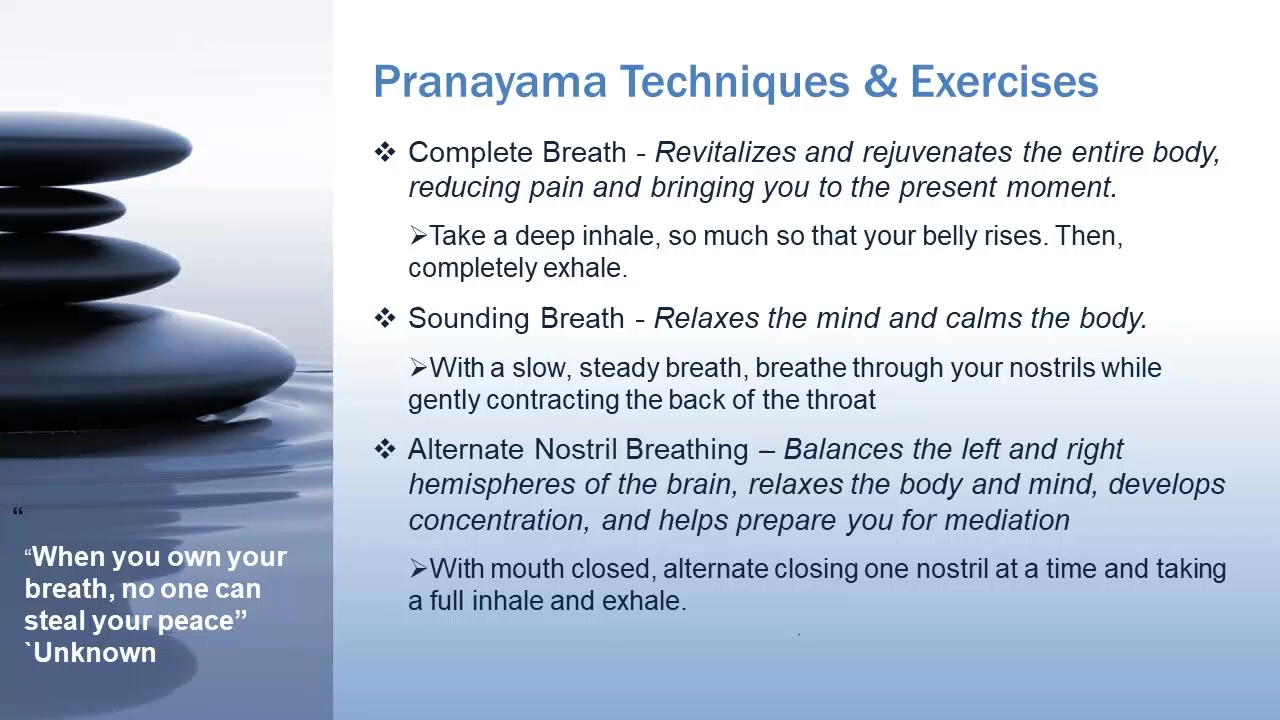 Pranayama Techniques & Exercises
❖ Complete Breath - Revitalizes and rejuvenates the entire body,
reducing pain and bringing you to the present moment.
➢Take a deep inhale, so much so that your belly rises. Then,
completely exhale.
❖ Sounding Breath - Relaxes the mind and calms the body.
➢With a slow, steady breath, breathe through your nostrils while
gently contracting the back of the throat
❖ Alternate Nostril Breathing – Balances the left and right
hemispheres of the brain, relaxes the body and mind, develops
concentration, and helps prepare you for mediation
➢With mouth closed, alternate closing one nostril at a time and taking
a full inhale and exhale.
.
“
“When you own your
breath, no one can
steal your peace”
`Unknown